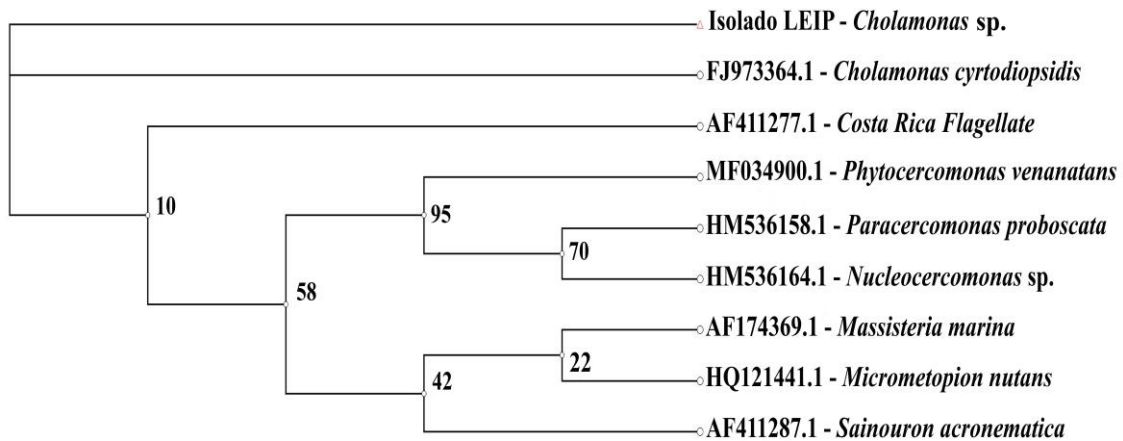 Isolado LEIP - Cholamonas sp.
FJ973364.1 - Cholamonas cyrtodiopsidis
AF411277.1 - Costa Rica Flagellate
MF034900.1 - Phytocercomonas venanatans
10
95
HM536158.1 - Paracercomonas proboscata
70
HM536164.1 - Nucleocercomonas sp.
58
AF174369.1 - Massisteria marina
22
42
HQ121441.1 - Micrometopion nutans
AF411287.1 - Sainouron acronematica